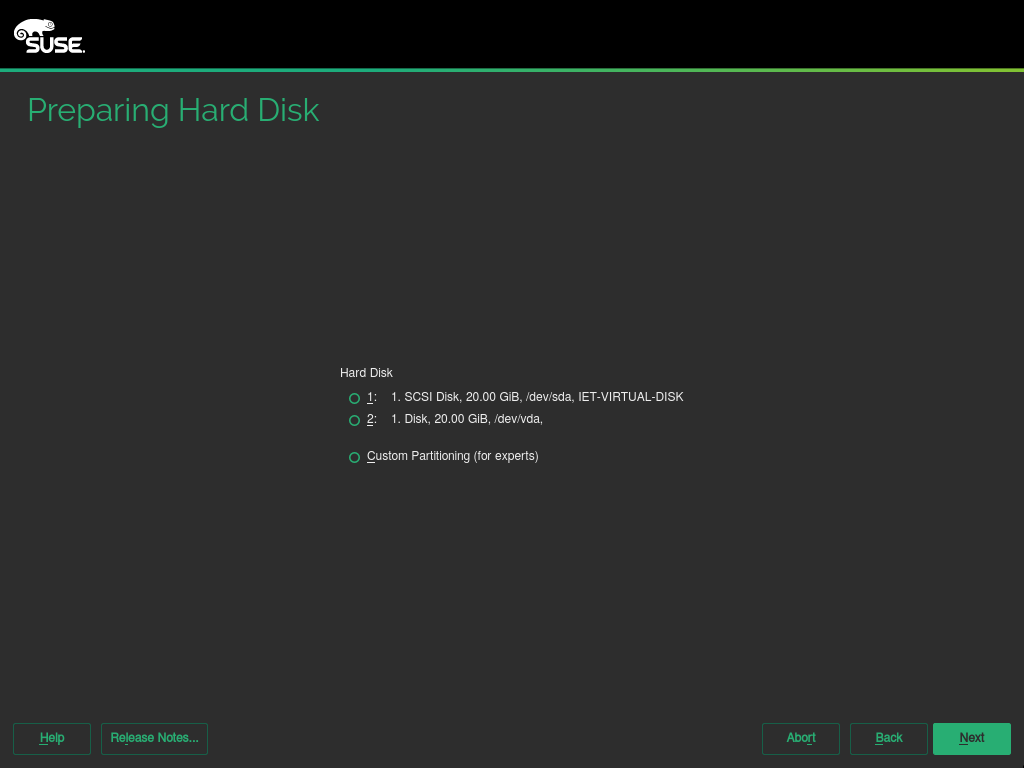 SUSE.
Preparing Hard Disk
Hard Disk
1: 1. SCSI Disk, 20.00 GiB, /dev/sda, IET-VIRTUAL-DISK
2: 1. Disk, 20.00 GiB, /dev/vda,
Custom Partitioning (for experts)
Help Release Notes... Abort Back Next